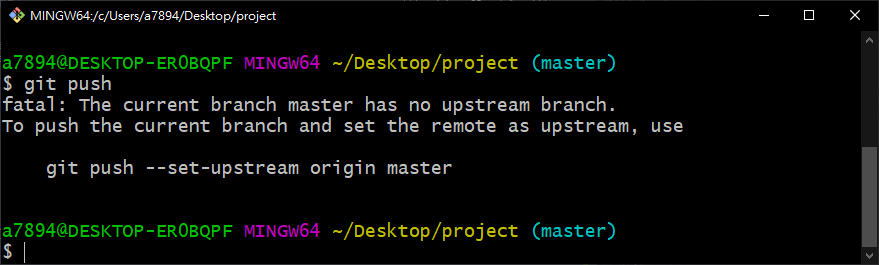 MINGW64:/c/Users/a7894/Desktop/project
a7894@DESKTOP-ER0BQPF MINGW64 ~/Desktop/project (master)
$ git push
fatal: The current branch master has no upstream branch.
To push the current branch and set the remote as upstream, use
    git push --set-upstream origin master
a7894@DESKTOP-ER0BQPF MINGW64 ~/Desktop/project (master)
$